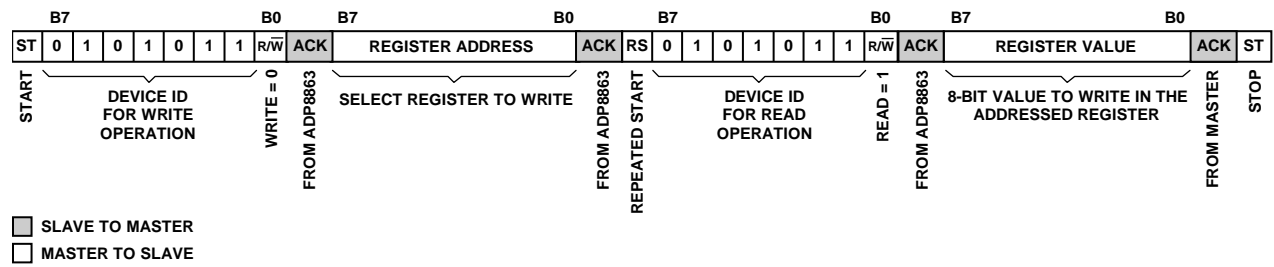 B7 B0 B7 B0 B7 B0 B7 B0
ST 0 1 0 1 0 1 1 R/W̅ ACK REGISTER ADDRESS ACK RS 0 1 0 1 0 1 1 R/W̅ ACK REGISTER VALUE ACK ST
START
DEVICE ID
FOR WRITE
OPERATION
WRITE = 0
FROM ADP8863
SELECT REGISTER TO WRITE
FROM ADP8863
REPEATED START
DEVICE ID
FOR READ
OPERATION
READ = 1
FROM ADP8863
8-BIT VALUE TO WRITE IN THE
ADDRESSED REGISTER
FROM MASTER
STOP
SLAVE TO MASTER
MASTER TO SLAVE